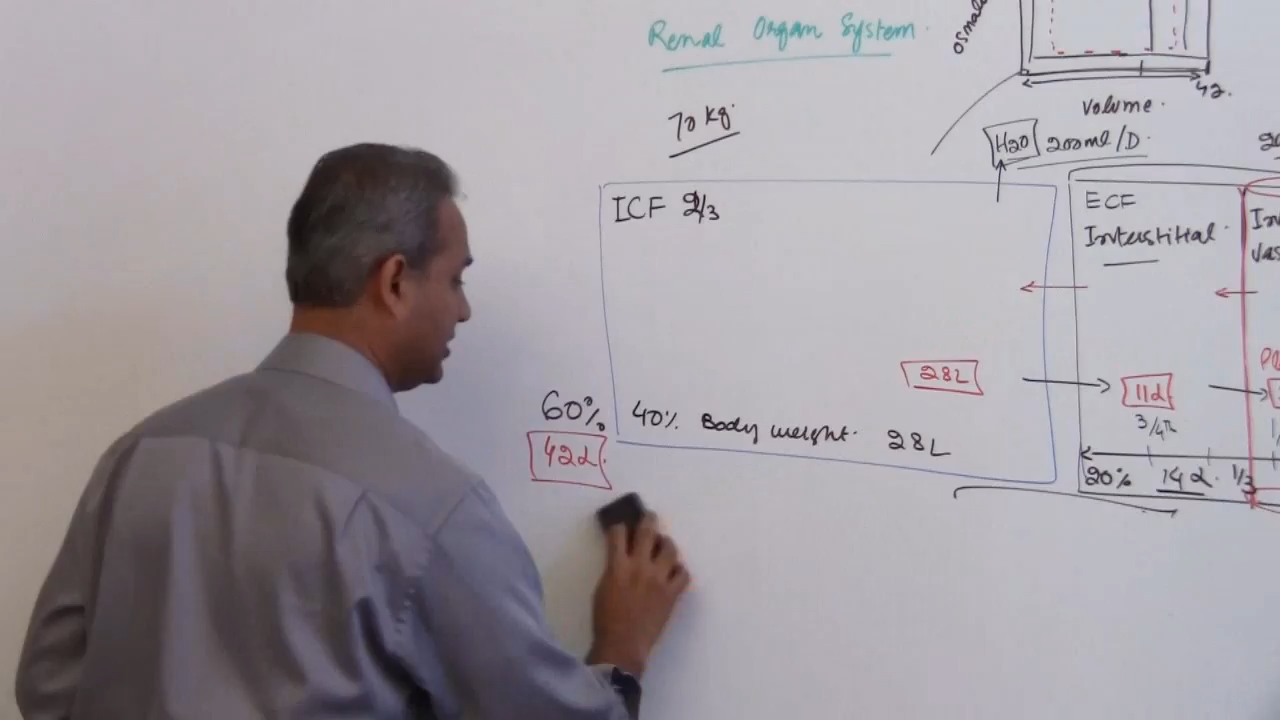 Renal Organ System.
osmola
42.
Volume.
70 kg.
H2O 200ml/D.
ICF 2/3
ECF
Interstitial.
28L
11L
3/4
60%
40% Body weight. 28L
42L
20% 14L. 1/3